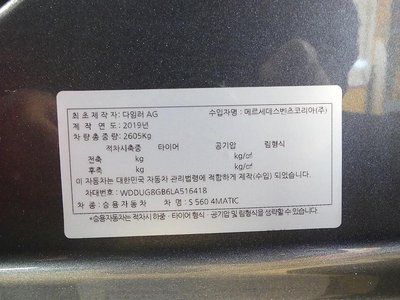 최 초 제 작 자 : 다임러 AG 수입자명 : 메르세데스벤츠코리아(주)
제 작 연 도 : 2019년
차 량 총 중 량 : 2605Kg
적차시축중 타이어 공기압 림형식
전축 kg kg/㎠
후축 kg kg/㎠
이 자동차는 대한민국 자동차 관리법령에 적합하게 제작(수입) 되었습니다.
차대번호 : WDDUG8GB6LA516418
차 종 : 승용자동차 차 명 : S 560 4MATIC
*승용자동차는 적차시 하중 · 타이어 형식 · 공기압 및 림형식을 생략할 수 있습니다.